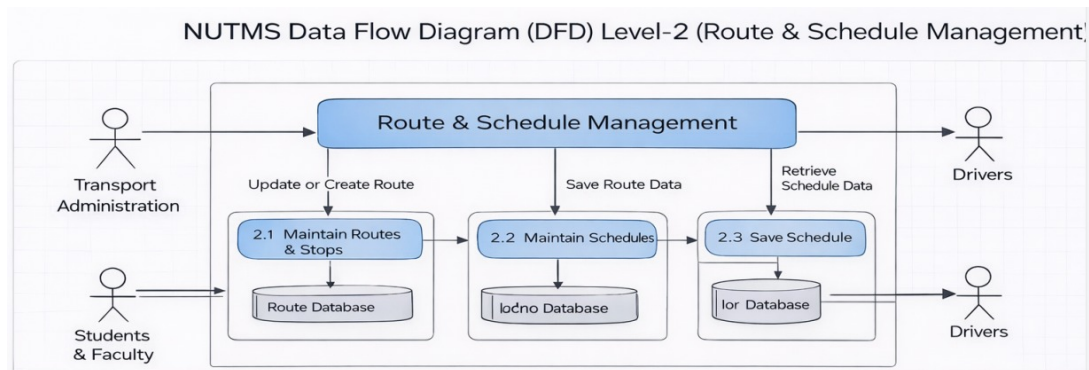 NUTMS Data Flow Diagram (DFD) Level-2 (Route & Schedule Management)
Route & Schedule Management
Transport
Administration
Drivers
Update or Create Route
Save Route Data
Retrieve
Schedule Data
2.1 Maintain Routes
& Stops
2.2 Maintain Schedules
2.3 Save Schedule
Route Database
Database
Ior Database
Students
& Faculty
Drivers